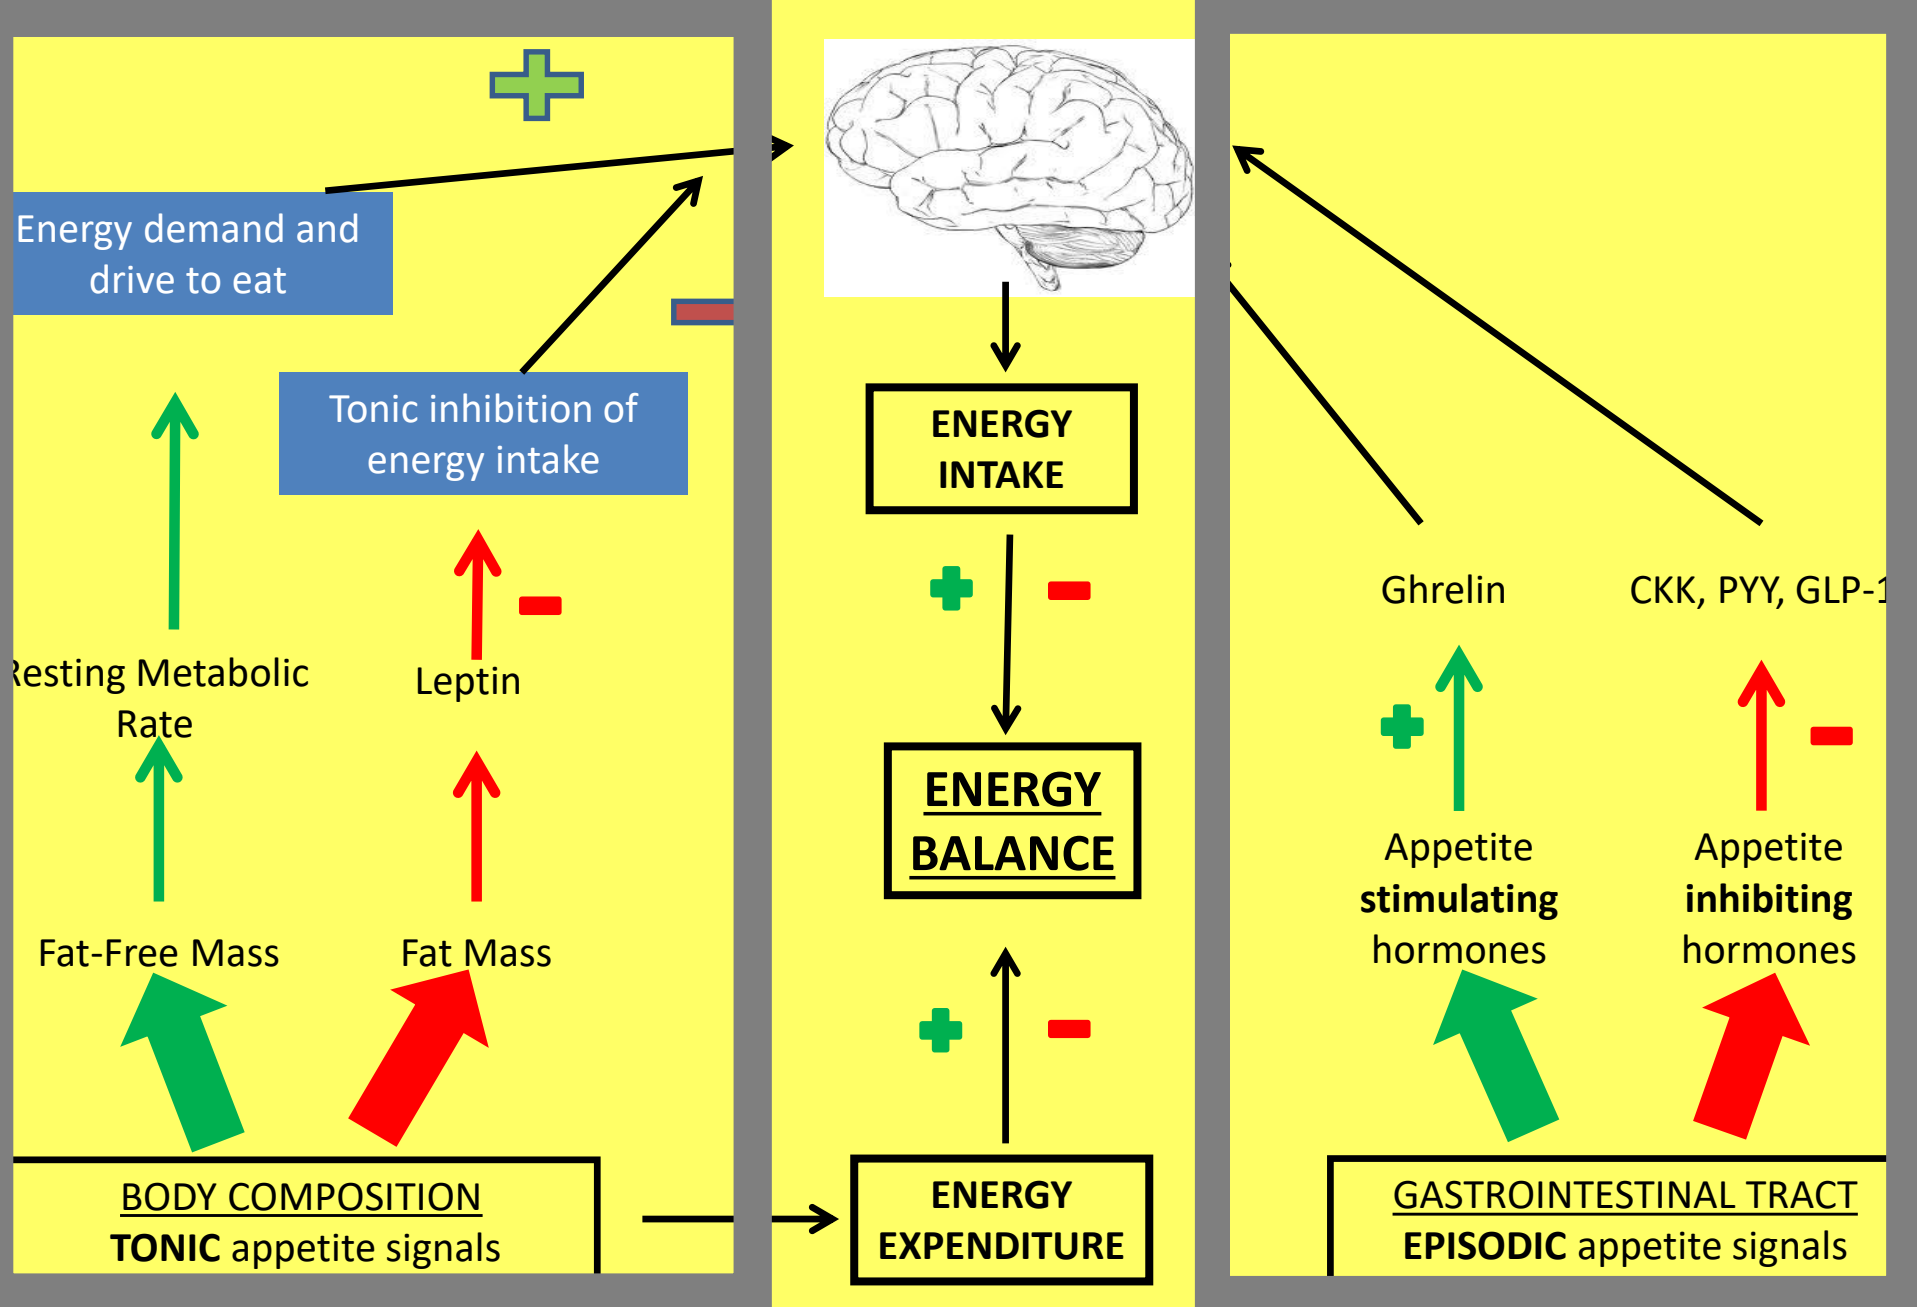 Energy demand and
drive to eat
Tonic inhibition of
energy intake
Resting Metabolic
Rate
Leptin
Fat-Free Mass
Fat Mass
BODY COMPOSITION
TONIC appetite signals
ENERGY
INTAKE
ENERGY
BALANCE
ENERGY
EXPENDITURE
Ghrelin
CKK, PYY, GLP-1
Appetite
stimulating
hormones
Appetite
inhibiting
hormones
GASTROINTESTINAL TRACT
EPISODIC appetite signals